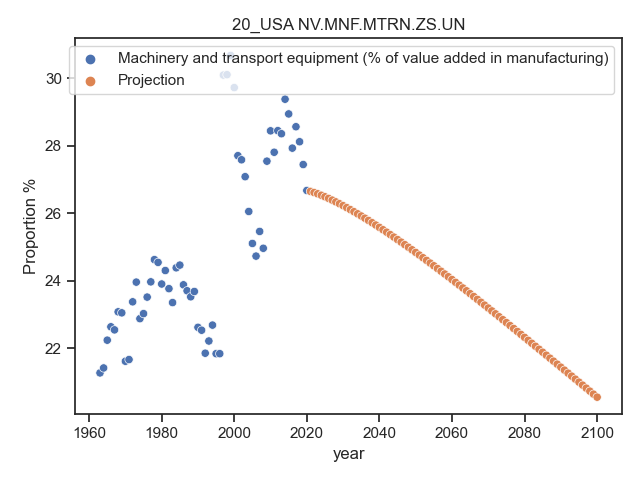 20_USA NV.MNF.MTRN.ZS.UN
Machinery and transport equipment (% of value added in manufacturing)
Projection
30
28
26
24
22
Proportion %
1960 1980 2000 2020 2040 2060 2080 2100
year